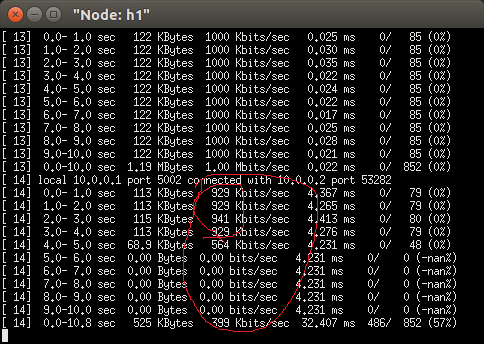 "Node: h1"
[ 13] 0.0- 1.0 sec 122 KBytes 1000 Kbits/sec 0.025 ms 0/ 85 (0%)
[ 13] 1.0- 2.0 sec 122 KBytes 1000 Kbits/sec 0.030 ms 0/ 85 (0%)
[ 13] 2.0- 3.0 sec 122 KBytes 1000 Kbits/sec 0.035 ms 0/ 85 (0%)
[ 13] 3.0- 4.0 sec 122 KBytes 1000 Kbits/sec 0.022 ms 0/ 85 (0%)
[ 13] 4.0- 5.0 sec 122 KBytes 1000 Kbits/sec 0.024 ms 0/ 85 (0%)
[ 13] 5.0- 6.0 sec 122 KBytes 1000 Kbits/sec 0.022 ms 0/ 85 (0%)
[ 13] 6.0- 7.0 sec 122 KBytes 1000 Kbits/sec 0.017 ms 0/ 85 (0%)
[ 13] 7.0- 8.0 sec 122 KBytes 1000 Kbits/sec 0.025 ms 0/ 85 (0%)
[ 13] 8.0- 9.0 sec 122 KBytes 1000 Kbits/sec 0.028 ms 0/ 85 (0%)
[ 13] 9.0-10.0 sec 122 KBytes 1000 Kbits/sec 0.021 ms 0/ 85 (0%)
[ 13] 0.0-10.0 sec 1.19 MBytes 1.00 Mbits/sec 0.022 ms 0/ 852 (0%)
[ 14] local 10.0.0.1 port 5002 connected with 10.0.0.2 port 53282
[ 14] 0.0- 1.0 sec 113 KBytes 929 Kbits/sec 4.367 ms 0/ 79 (0%)
[ 14] 1.0- 2.0 sec 113 KBytes 929 Kbits/sec 4.265 ms 0/ 79 (0%)
[ 14] 2.0- 3.0 sec 115 KBytes 941 Kbits/sec 4.413 ms 0/ 80 (0%)
[ 14] 3.0- 4.0 sec 113 KBytes 929 Kbits/sec 4.276 ms 0/ 79 (0%)
[ 14] 4.0- 5.0 sec 68.9 KBytes 564 Kbits/sec 4.231 ms 0/ 48 (0%)
[ 14] 5.0- 6.0 sec 0.00 Bytes 0.00 bits/sec 4.231 ms 0/ 0 (-nan%)
[ 14] 6.0- 7.0 sec 0.00 Bytes 0.00 bits/sec 4.231 ms 0/ 0 (-nan%)
[ 14] 7.0- 8.0 sec 0.00 Bytes 0.00 bits/sec 4.231 ms 0/ 0 (-nan%)
[ 14] 8.0- 9.0 sec 0.00 Bytes 0.00 bits/sec 4.231 ms 0/ 0 (-nan%)
[ 14] 9.0-10.0 sec 0.00 Bytes 0.00 bits/sec 4.231 ms 0/ 0 (-nan%)
[ 14] 0.0-10.8 sec 525 KBytes 399 Kbits/sec 32.407 ms 486/ 852 (57%)